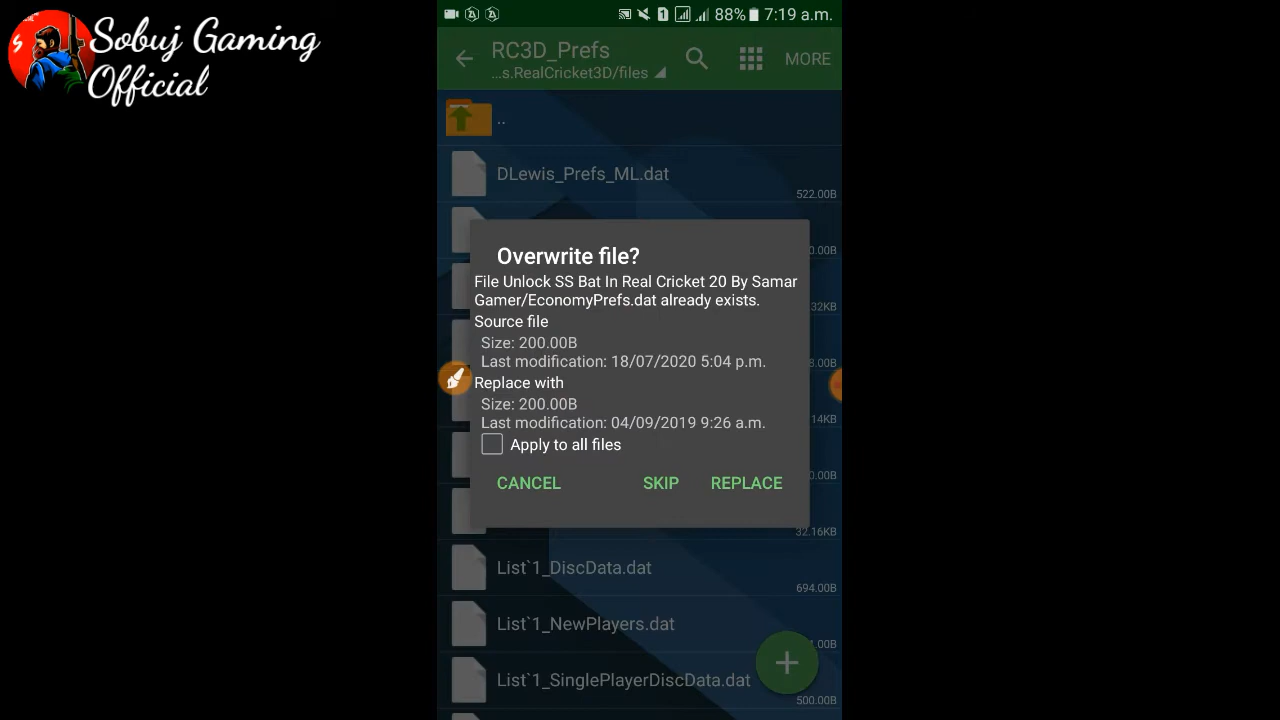 Sobuj Gaming
Official
1 88% 7:19 a.m.
RC3D_Prefs
...s.RealCricket3D/files
MORE
..
DLewis_Prefs_ML.dat
522.00B
Overwrite file?
File Unlock SS Bat In Real Cricket 20 By Samar
Gamer/EconomyPrefs.dat already exists.
Source file
Size: 200.00B
Last modification: 18/07/2020 5:04 p.m.
Replace with
Size: 200.00B
Last modification: 04/09/2019 9:26 a.m.
Apply to all files
CANCEL SKIP REPLACE
32.16KB
List`1_DiscData.dat
694.00B
List`1_NewPlayers.dat
List`1_SinglePlayerDiscData.dat
500.00B